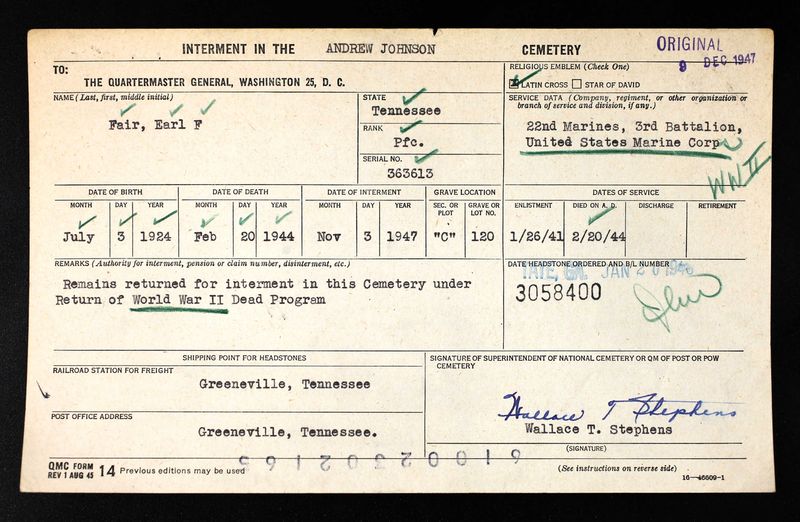 INTERMENT IN THE ANDREW JOHNSON CEMETERY
ORIGINAL
9 DEC 1947
TO:
THE QUARTERMASTER GENERAL, WASHINGTON 25, D. C.
RELIGIOUS EMBLEM (Check One)
LATIN CROSS STAR OF DAVID
NAME (Last, first, middle initial)
Fair, Earl F
STATE
Tennessee
RANK
Pfc.
SERIAL NO.
363613
SERVICE DATA (Company, regiment, or other organization or
branch of service and division, if any.)
22nd Marines, 3rd Battalion,
United States Marine Corp
WW II
DATE OF BIRTH DATE OF DEATH DATE OF INTERMENT GRAVE LOCATION DATES OF SERVICE
MONTH DAY YEAR MONTH DAY YEAR MONTH DAY YEAR SEC. OR PLOT GRAVE OR LOT NO. ENLISTMENT DIED ON A. D. DISCHARGE RETIREMENT
July 3 1924 Feb 20 1944 Nov 3 1947 "C" 120 1/26/41 2/20/44
REMARKS (Authority for interment, pension or claim number, disinterment, etc.)
Remains returned for interment in this Cemetery under
Return of World War II Dead Program
DATE HEADSTONE ORDERED AND B/L NUMBER
TATE, GA. JAN 2
3058400
SHIPPING POINT FOR HEADSTONES
RAILROAD STATION FOR FREIGHT
Greeneville, Tennessee
POST OFFICE ADDRESS
Greeneville, Tennessee.
SIGNATURE OF SUPERINTENDENT OF NATIONAL CEMETERY OR QM OF POST OR POW
CEMETERY
Wallace T Stephens
Wallace T. Stephens
(SIGNATURE)
QMC FORM
REV 1 AUG 45 14 Previous editions may be used
(See instructions on reverse side)
16—46609-1